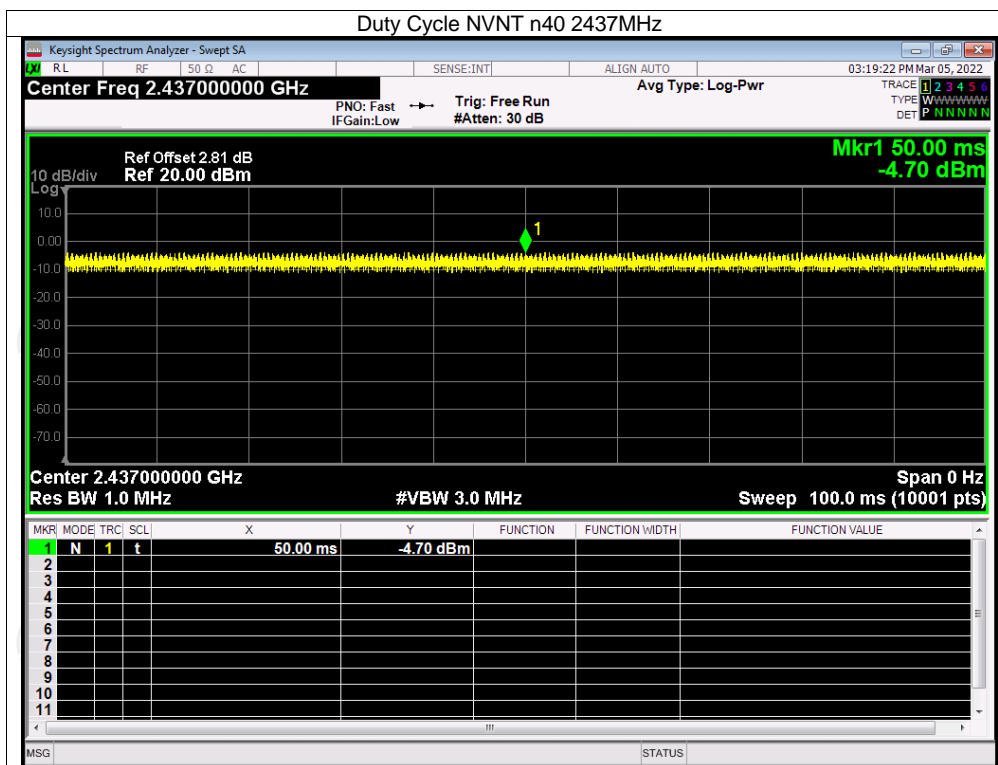 Duty Cycle NVNT n40 2437MHz
Keysight Spectrum Analyzer - Swept SA
LXI RL RF 50 Ω AC SENSE:INT ALIGN AUTO 03:19:22 PM Mar 05, 2022
Center Freq 2.437000000 GHz
PNO: Fast
IFGain:Low
Trig: Free Run
#Atten: 30 dB
Avg Type: Log-Pwr
TRACE 1 2 3 4 5 6
TYPE WWWWWW
DET P N N N N N
Mkr1 50.00 ms
-4.70 dBm
Ref Offset 2.81 dB
10 dB/div Ref 20.00 dBm
Log
10.0
0.00
-10.0
-20.0
-30.0
-40.0
-50.0
-60.0
-70.0
1
Center 2.437000000 GHz Span 0 Hz
Res BW 1.0 MHz #VBW 3.0 MHz Sweep 100.0 ms (10001 pts)
MKR MODE TRC SCL X Y FUNCTION FUNCTION WIDTH FUNCTION VALUE
1 N 1 t 50.00 ms -4.70 dBm
2
3
4
5
6
7
8
9
10
11
MSG STATUS